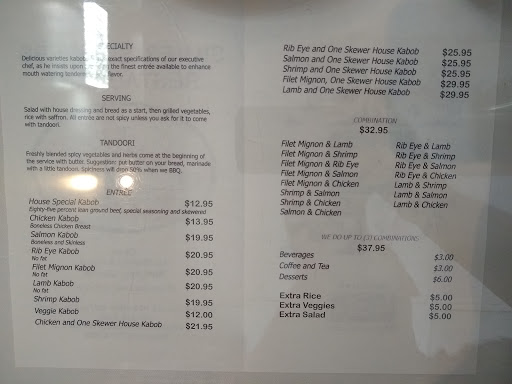 SPECIALTY
Delicious varieties kabobs exact specifications of our executive
chef, as he insists upon the finest entrée available to enhance
mouth watering flavor.
SERVING
Salad with house dressing and bread as a start, then grilled vegetables,
rice with saffron. All entree are not spicy unless you ask for it to come
with tandoori.
TANDOORI
Freshly blended spicy vegetables and herbs come at the beginning of
the service with butter. Suggestion: put butter on your bread, marinade
with a little tandoori. Spiciness will drop 50% when we BBQ.
ENTREE
House Special Kabob $12.95
Eighty-five percent lean ground beef, special seasoning and skewered
Chicken Kabob $13.95
Boneless Chicken Breast
Salmon Kabob $19.95
Boneless and Skinless
Rib Eye Kabob $20.95
No fat
Filet Mignon Kabob $20.95
No fat
Lamb Kabob $20.95
No fat
Shrimp Kabob $19.95
Veggie Kabob $12.00
Chicken and One Skewer House Kabob $21.95
Rib Eye and One Skewer House Kabob $25.95
Salmon and One Skewer House Kabob $25.95
Shrimp and One Skewer House Kabob $25.95
Filet Mignon, One Skewer House Kabob $29.95
Lamb and One Skewer House Kabob $29.95
COMBINATION
$32.95
Filet Mignon & Lamb Rib Eye & Lamb
Filet Mignon & Shrimp Rib Eye & Shrimp
Filet Mignon & Rib Eye Rib Eye & Salmon
Filet Mignon & Salmon Rib Eye & Chicken
Filet Mignon & Chicken Lamb & Shrimp
Shrimp & Salmon Lamb & Salmon
Shrimp & Chicken Lamb & Chicken
Salmon & Chicken
WE DO UP TO COMBINATIONS
$37.95
Beverages $3.00
Coffee and Tea $3.00
Desserts $6.00
Extra Rice $5.00
Extra Veggies $5.00
Extra Salad $5.00